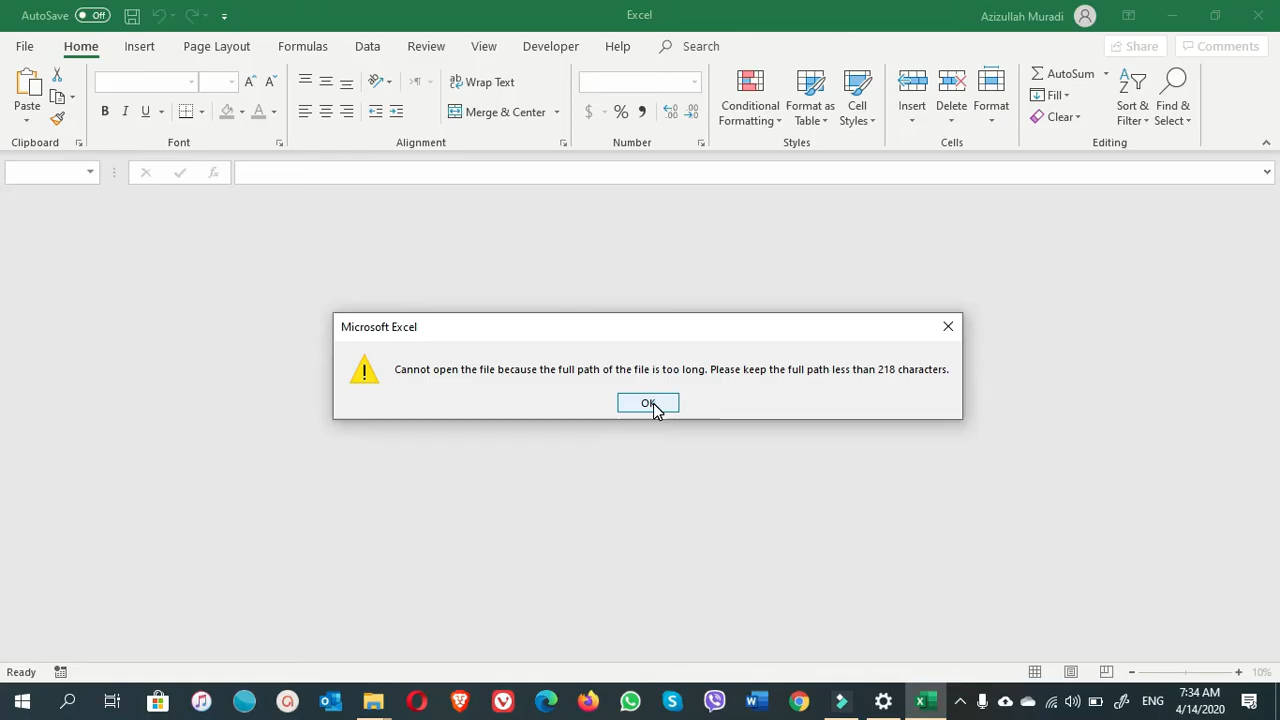 AutoSave Off Excel Azizullah Muradi
File Home Insert Page Layout Formulas Data Review View Developer Help Search Share Comments
Paste
B I U
Wrap Text
Merge & Center
$ % ,
Conditional Formatting
Format as Table
Cell Styles
Insert
Delete
Format
AutoSum
Fill
Clear
Sort & Filter
Find & Select
Clipboard Font Alignment Number Styles Cells Editing
fx
Microsoft Excel
Cannot open the file because the full path of the file is too long. Please keep the full path less than 218 characters.
OK
Ready 10%
ENG
7:34 AM
4/14/2020